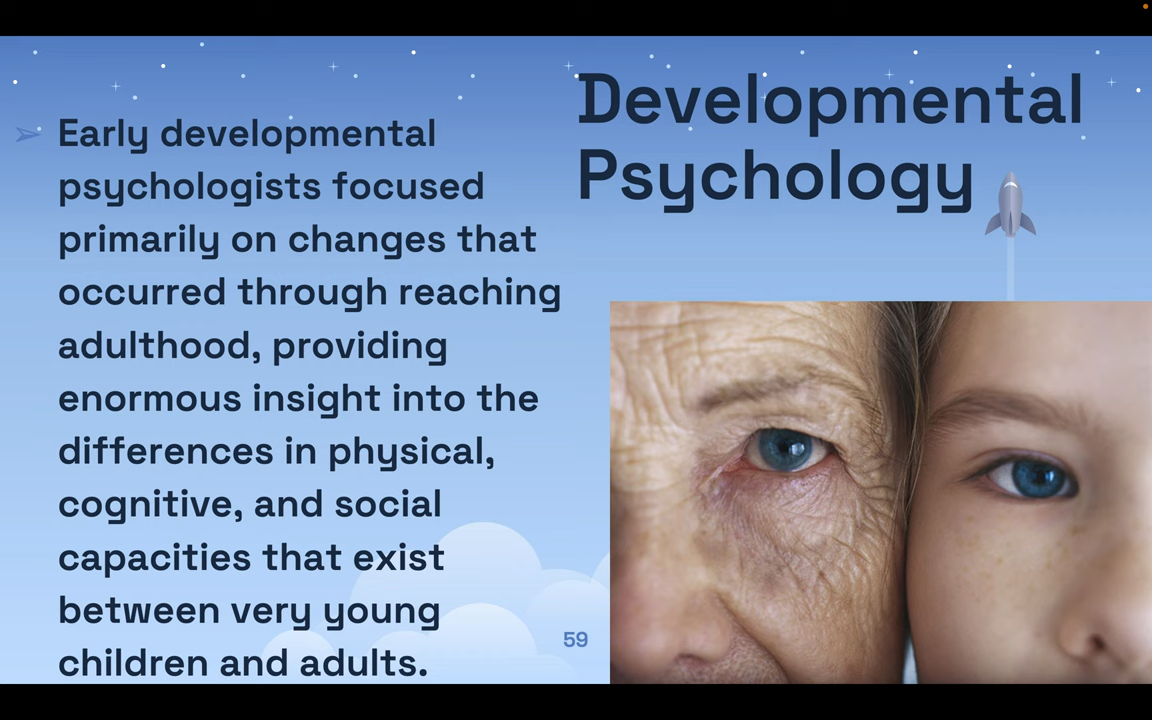 Developmental
Psychology
➢ Early developmental
psychologists focused
primarily on changes that
occurred through reaching
adulthood, providing
enormous insight into the
differences in physical,
cognitive, and social
capacities that exist
between very young
children and adults.
59